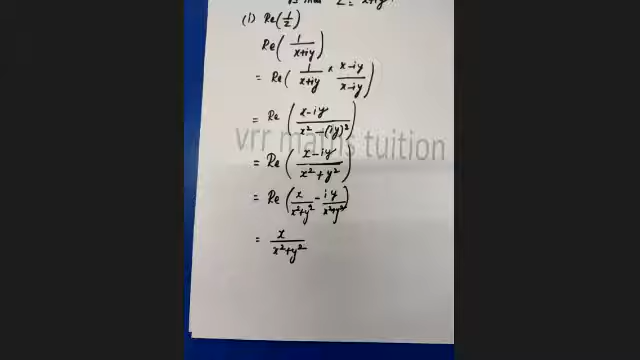 Z = x+iy
(i) Re(1/z)
Re(1/(x+iy))
= Re(1/(x+iy) × (x-iy)/(x-iy))
= Re((x-iy)/(x²-(iy)²))
= Re((x-iy)/(x²+y²))
= Re(x/(x²+y²) - iy/(x²+y²))
= x/(x²+y²)
vrr maths tuition